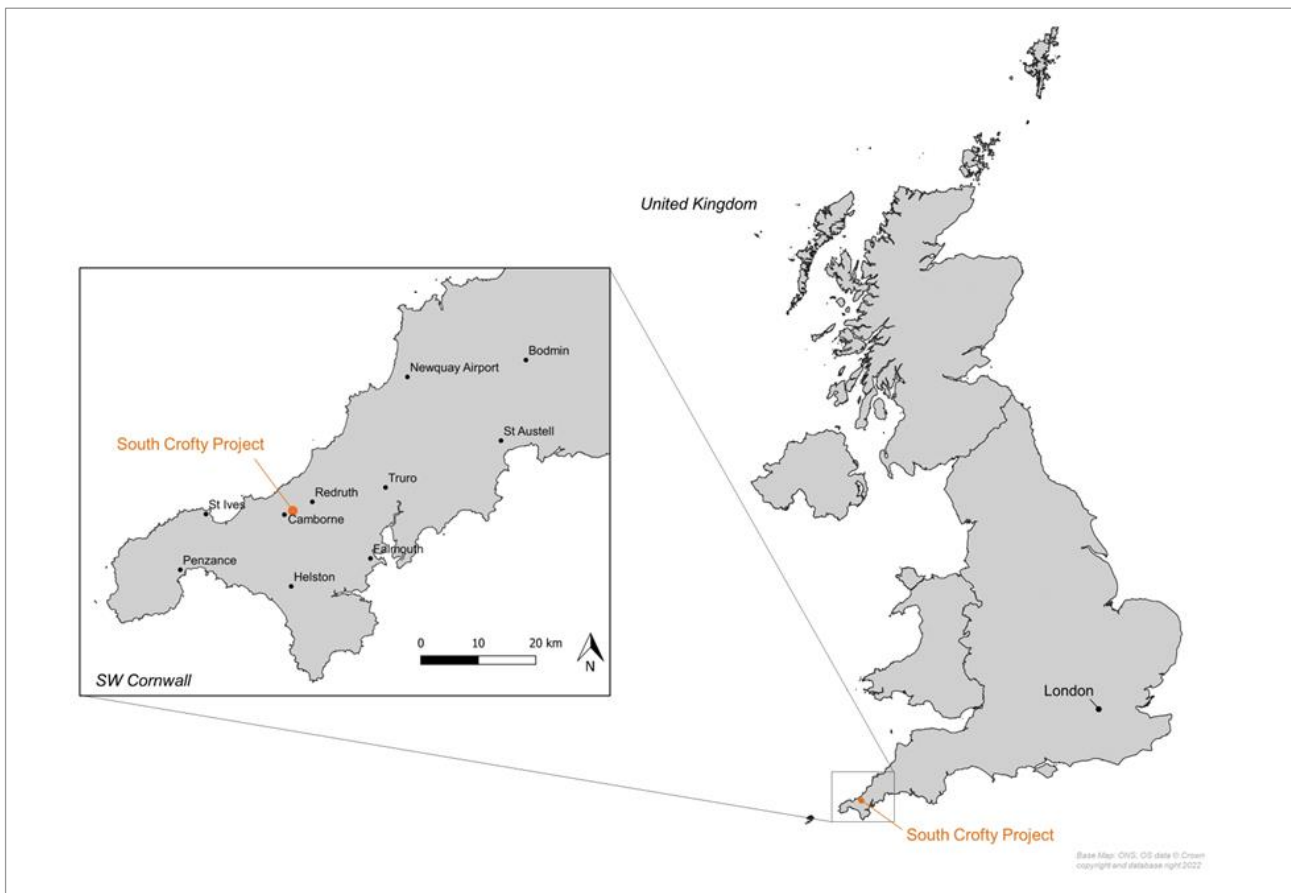 United Kingdom
Bodmin
Newquay Airport
St Austell
South Crofty Project
Truro
Redruth
St Ives
Camborne
Falmouth
Penzance
Helston
0 10 20 km
N
SW Cornwall
London
South Crofty Project
Base Map: ONS, OS data © Crown
copyright and database right 2022